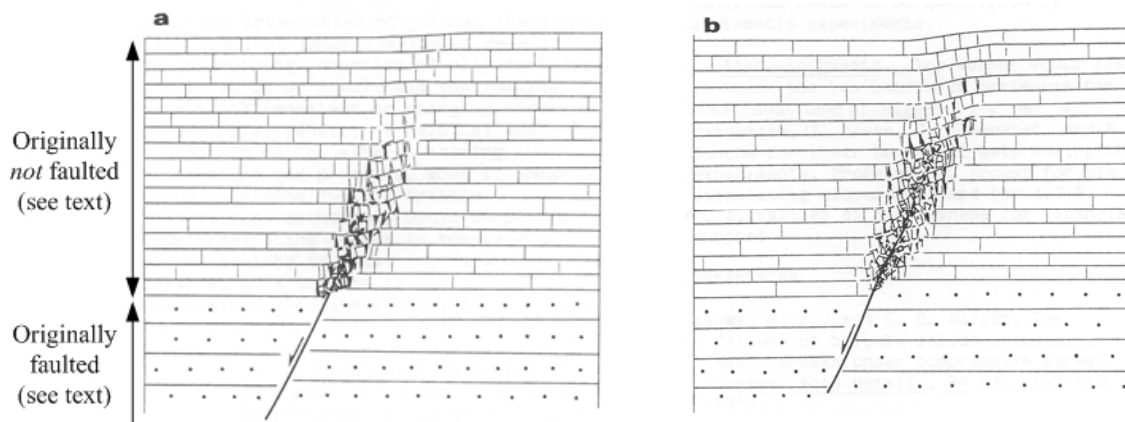 a
b
Originally
not faulted
(see text)
Originally
faulted
(see text)